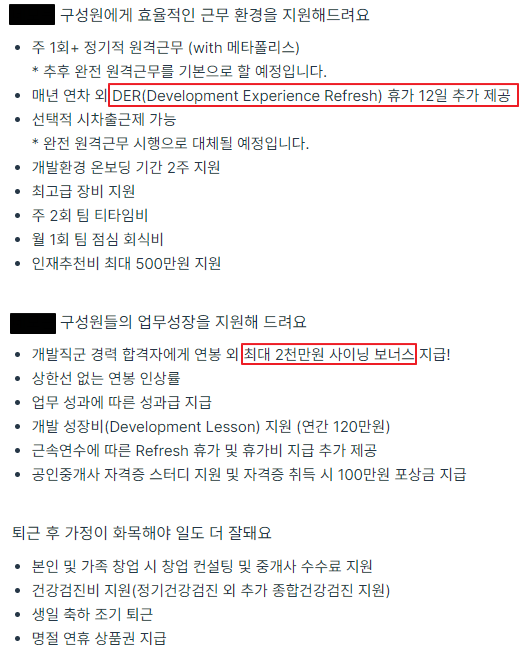 구성원에게 효율적인 근무 환경을 지원해드려요
주 1회+ 정기적 원격근무 (with 메타폴리스)
* 추후 완전 원격근무를 기본으로 할 예정입니다.
매년 연차 외 DER(Development Experience Refresh) 휴가 12일 추가 제공
선택적 시차출근제 가능
* 완전 원격근무 시행으로 대체될 예정입니다.
개발환경 온보딩 기간 2주 지원
최고급 장비 지원
주 2회 팀 티타임비
월 1회 팀 점심 회식비
인재추천비 최대 500만원 지원
구성원들의 업무성장을 지원해 드려요
개발직군 경력 합격자에게 연봉 외 최대 2천만원 사이닝 보너스 지급!
상한선 없는 연봉 인상률
업무 성과에 따른 성과급 지급
개발 성장비(Development Lesson) 지원 (연간 120만원)
근속연수에 따른 Refresh 휴가 및 휴가비 지급 추가 제공
공인중개사 자격증 스터디 지원 및 자격증 취득 시 100만원 포상금 지급
퇴근 후 가정이 화목해야 일도 더 잘돼요
본인 및 가족 창업 시 창업 컨설팅 및 중개사 수수료 지원
건강검진비 지원(정기건강검진 외 추가 종합건강검진 지원)
생일 축하 조기 퇴근
명절 연휴 상품권 지급